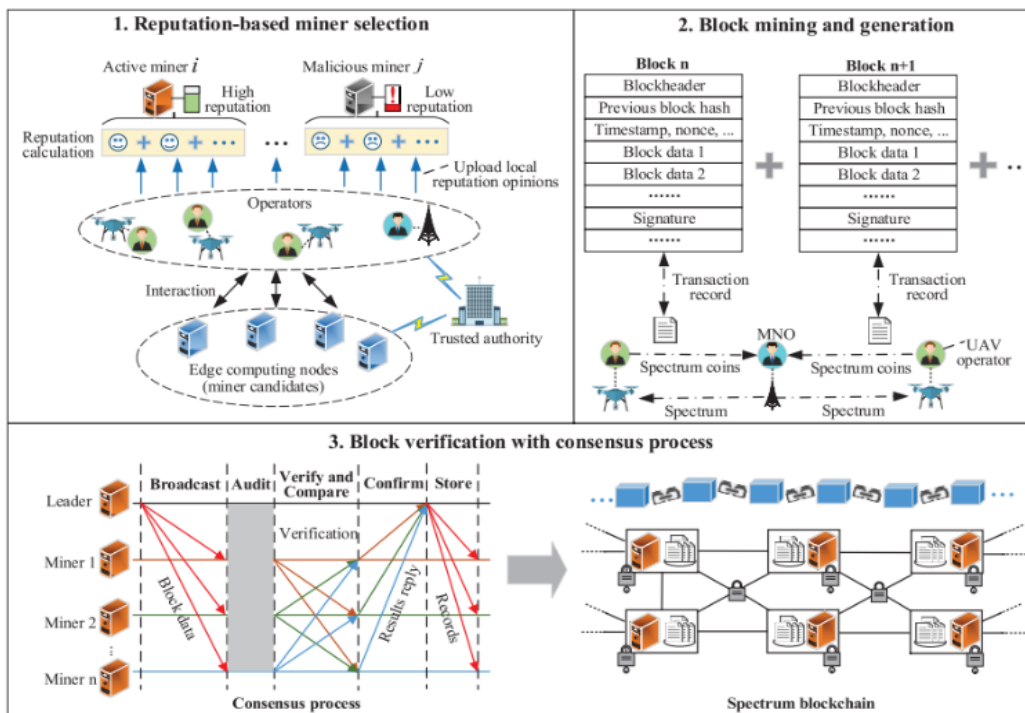 1. Reputation-based miner selection
Active miner i
Malicious miner j
High
reputation
Low
reputation
Reputation
calculation
+
+
...
...
+
+
...
Upload local
reputation opinions
Operators
Interaction
Trusted authority
Edge computing nodes
(miner candidates)
2. Block mining and generation
Block n
Block n+1
Blockheader
Previous block hash
Timestamp, nonce, ...
Block data 1
Block data 2
......
Signature
......
Blockheader
Previous block hash
Timestamp, nonce, ...
Block data 1
Block data 2
......
Signature
......
Transaction
record
Transaction
record
MNO
UAV
operator
Spectrum coins
Spectrum coins
Spectrum
Spectrum
3. Block verification with consensus process
Broadcast
Audit
Verify and
Compare
Confirm
Store
Leader
Miner 1
Miner 2
Miner n
Verification
Block data
Results reply
Records
Consensus process
Spectrum blockchain